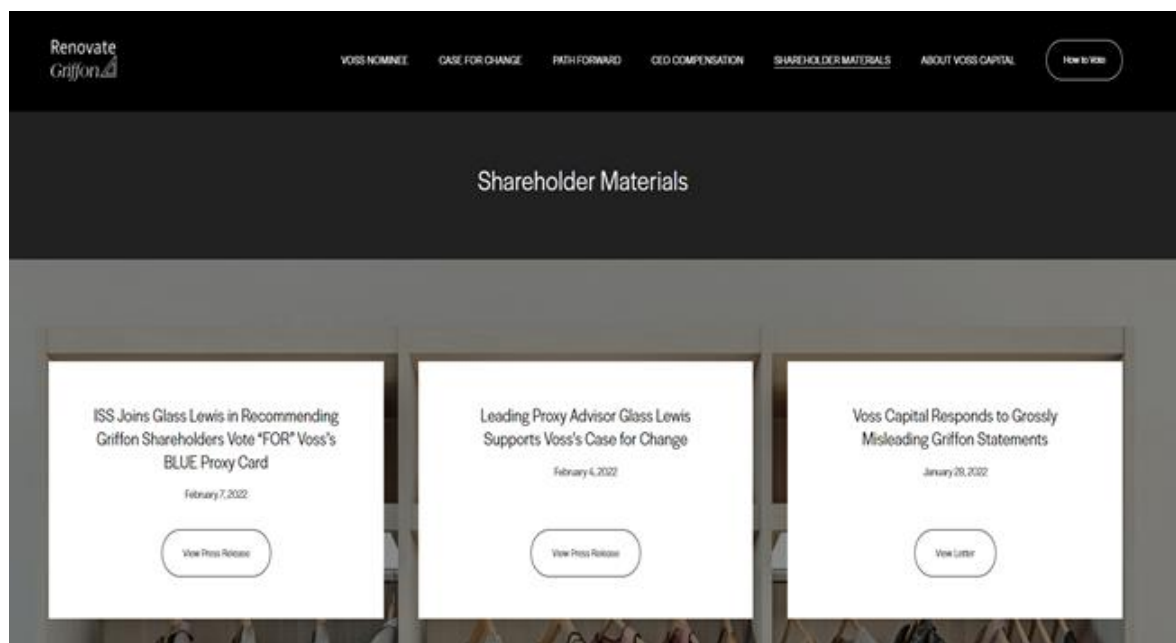 Renovate
Griffon
VOSS NOMINEE CASE FOR CHANGE PATH FORWARD CEO COMPENSATION SHAREHOLDER MATERIALS ABOUT VOSS CAPITAL How to Vote
Shareholder Materials
ISS Joins Glass Lewis in Recommending
Griffon Shareholders Vote “FOR” Voss's
BLUE Proxy Card
February 7, 2022
View Press Release
Leading Proxy Advisor Glass Lewis
Supports Voss's Case for Change
February 4, 2022
View Press Release
Voss Capital Responds to Grossly
Misleading Griffon Statements
January 28, 2022
View Letter